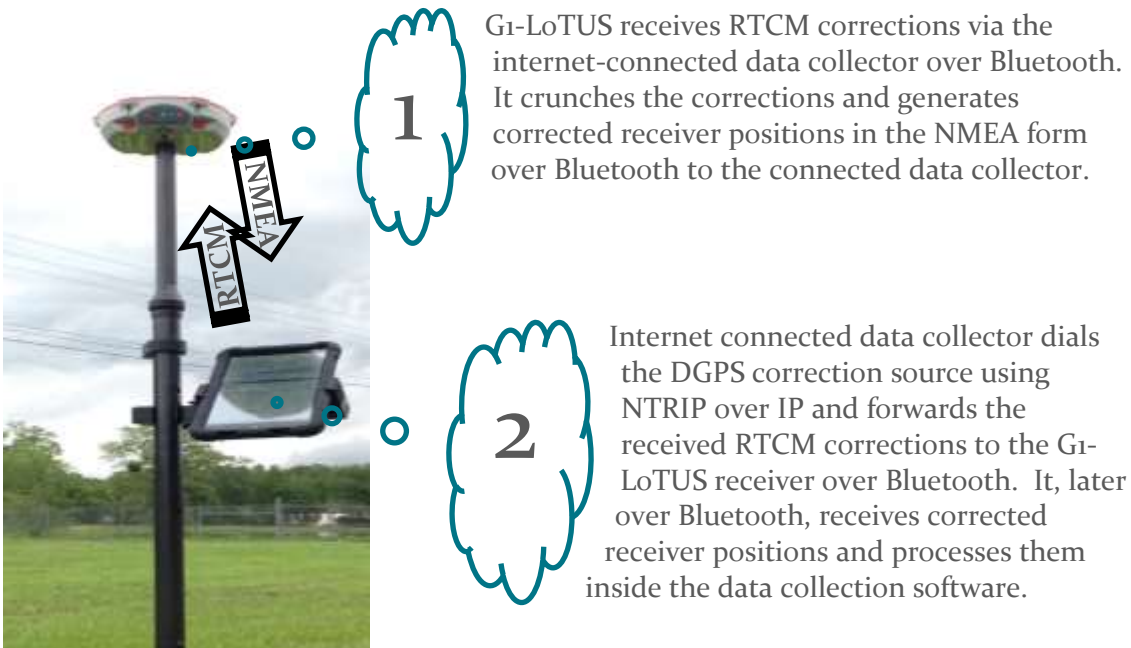 G1-LoTUS receives RTCM corrections via the
internet-connected data collector over Bluetooth.
It crunches the corrections and generates
corrected receiver positions in the NMEA form
over Bluetooth to the connected data collector.
1
NMEA
RTCM
Internet connected data collector dials
the DGPS correction source using
NTRIP over IP and forwards the
received RTCM corrections to the G1-
LoTUS receiver over Bluetooth.  It, later
over Bluetooth, receives corrected
receiver positions and processes them
inside the data collection software.
2